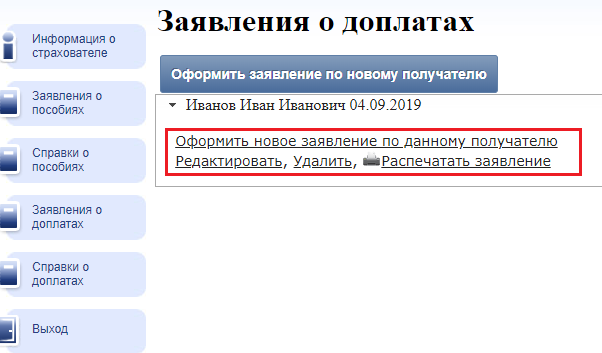 Заявления о доплатах
Информация о
страхователе
Заявления о
пособиях
Справки о
пособиях
Заявления о
доплатах
Справки о
доплатах
Выход
Оформить заявление по новому получателю
Иванов Иван Иванович 04.09.2019
Оформить новое заявление по данному получателю
Редактировать, Удалить, Распечатать заявление